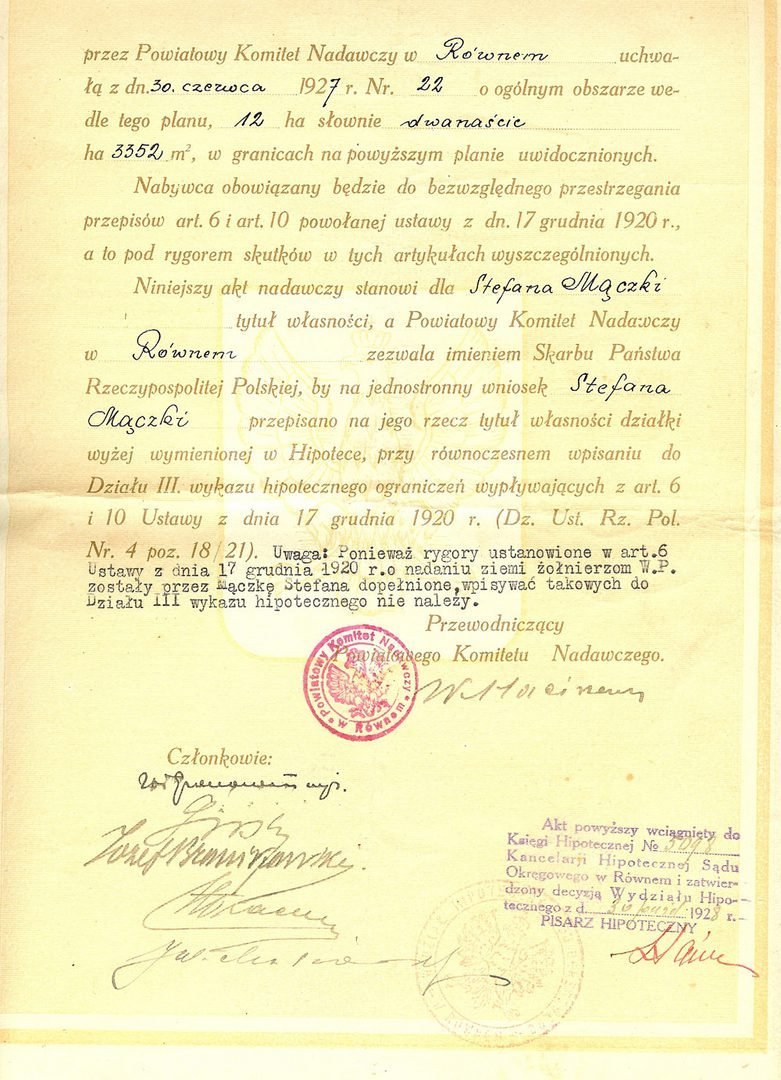 przez Powiatowy Komitet Nadawczy w Równem uchwa-
łą z dn. 30. czerwca 1927 r. Nr. 22 o ogólnym obszarze we-
dle tego planu, 12 ha słownie dwanaście
ha 3352 m², w granicach na powyższym planie uwidocznionych.
Nabywca obowiązany będzie do bezwzględnego przestrzegania
przepisów art. 6 i art. 10 powołanej ustawy z dn. 17 grudnia 1920 r.,
a to pod rygorem skutków w tych artykułach wyszczególnionych.
Niniejszy akt nadawczy stanowi dla Stefana Mączki
tytuł własności, a Powiatowy Komitet Nadawczy
w Równem zezwala imieniem Skarbu Państwa
Rzeczypospolitej Polskiej, by na jednostronny wniosek Stefana
Mączki przepisano na jego rzecz tytuł własności działki
wyżej wymienionej w Hipotece, przy równoczesnem wpisaniu do
Działu III. wykazu hipotecznego ograniczeń wypływających z art. 6
i 10 Ustawy z dnia 17 grudnia 1920 r. (Dz. Ust. Rz. Pol.
Nr. 4 poz. 18/21). Uwaga: Ponieważ rygory ustanowione w art.6
Ustawy z dnia 17 grudnia 1920 r.o nadaniu ziemi żołnierzom W.P.
zostały przez Mączkę Stefana dopełnione,wpisywać takowych do
Działu III wykazu hipotecznego nie należy.
Przewodniczący
Powiatowego Komitetu Nadawczego.
Powiatowy Komitet Nadawczy w Równem
Członkowie:
Józef Bronikowski
Akt powyższy wciągnięty do
Księgi Hipotecznej № 5098
Kancelarji Hipotecznej Sądu
Okręgowego w Równem i zatwier-
dzony decyzją Wydziału Hipo-
tecznego z d. 30 paźd 1928 r.-
PISARZ HIPOTECZNY